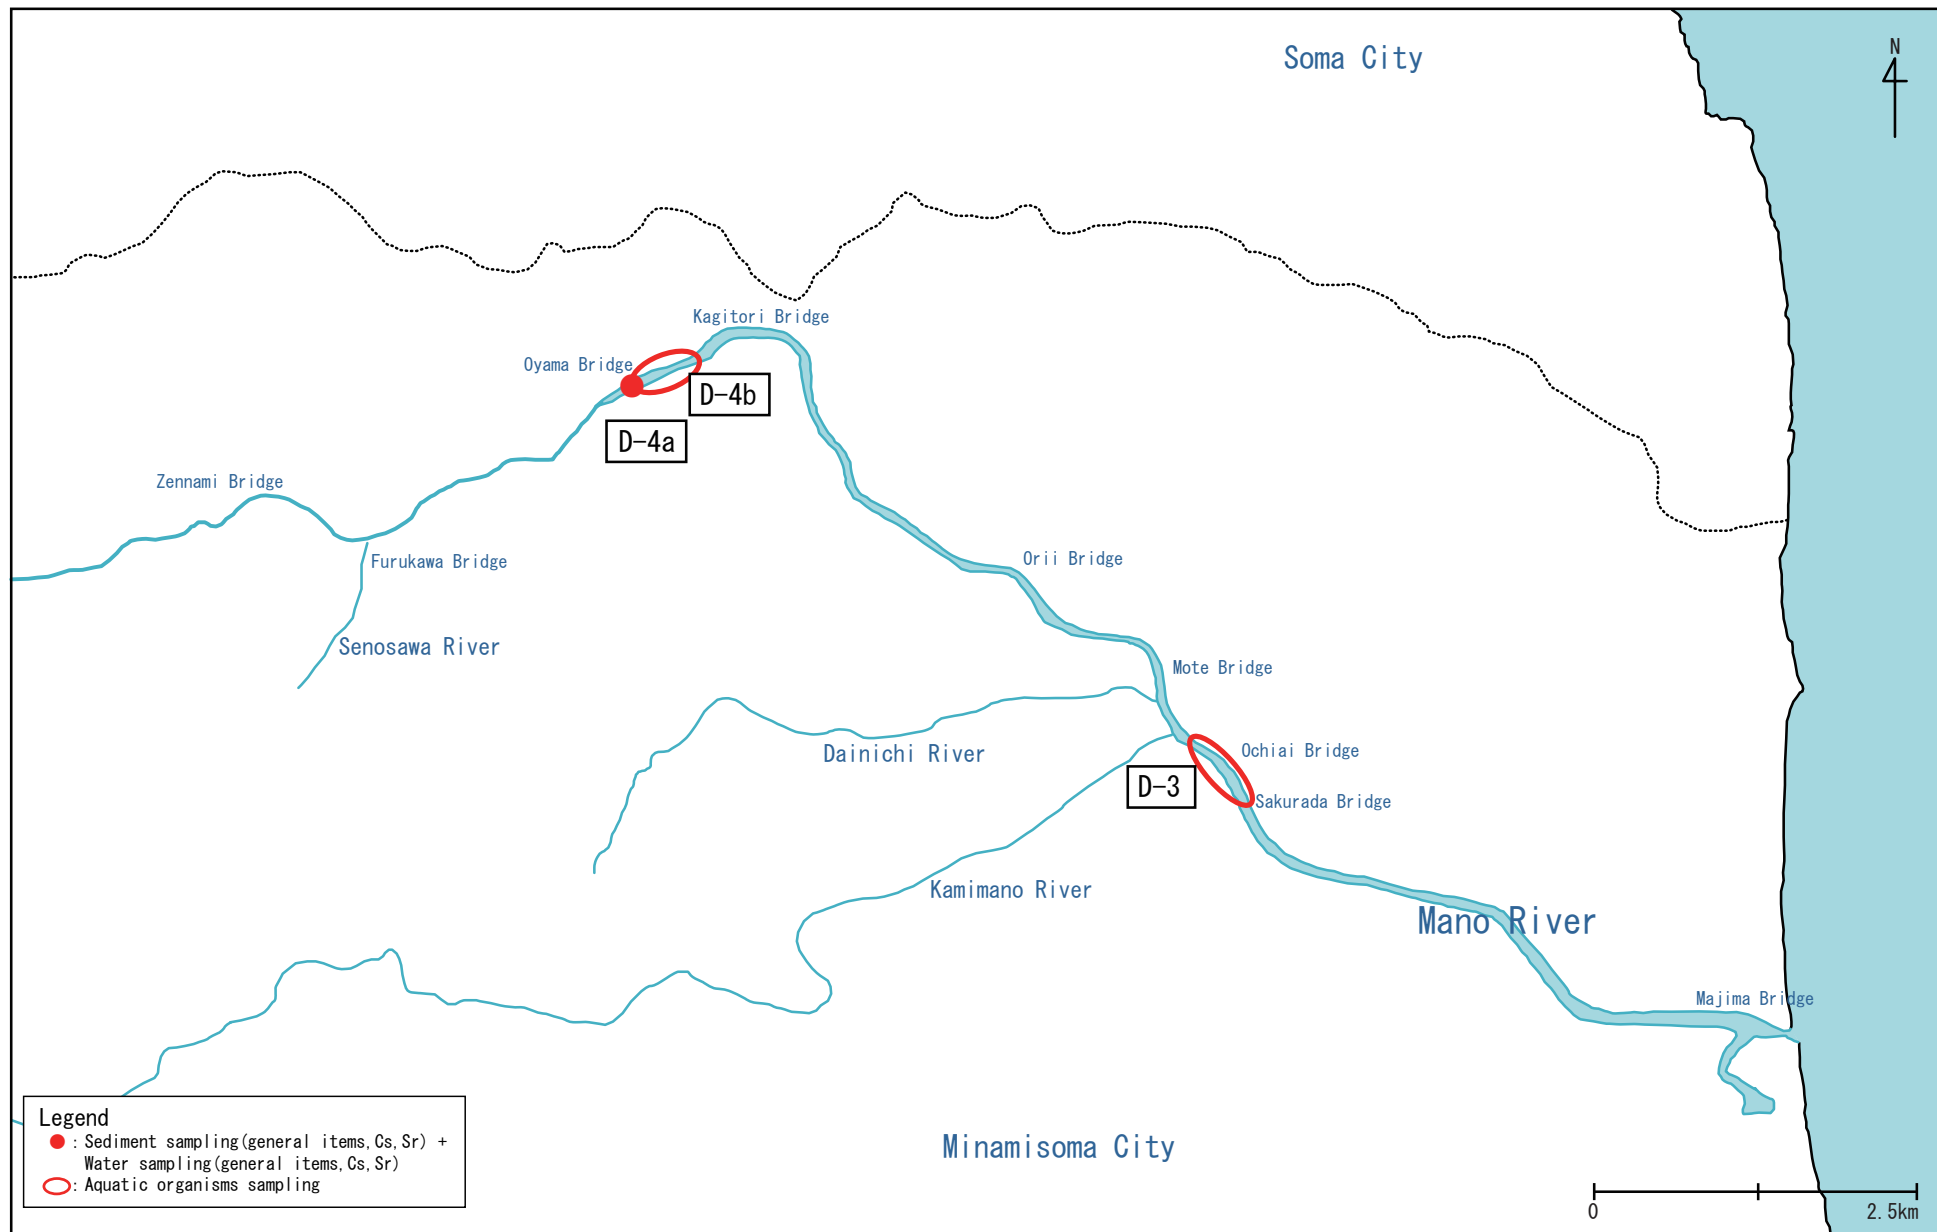 Soma City
N
Kagitori Bridge
Oyama Bridge
D-4b
D-4a
Zennami Bridge
Furukawa Bridge
Orii Bridge
Senosawa River
Mote Bridge
Dainichi River
Ochiai Bridge
D-3
Sakurada Bridge
Kamimano River
Mano River
Majima Bridge
Minamisoma City
Legend
: Sediment sampling(general items,Cs,Sr) +
Water sampling(general items,Cs,Sr)
: Aquatic organisms sampling
0 2.5km